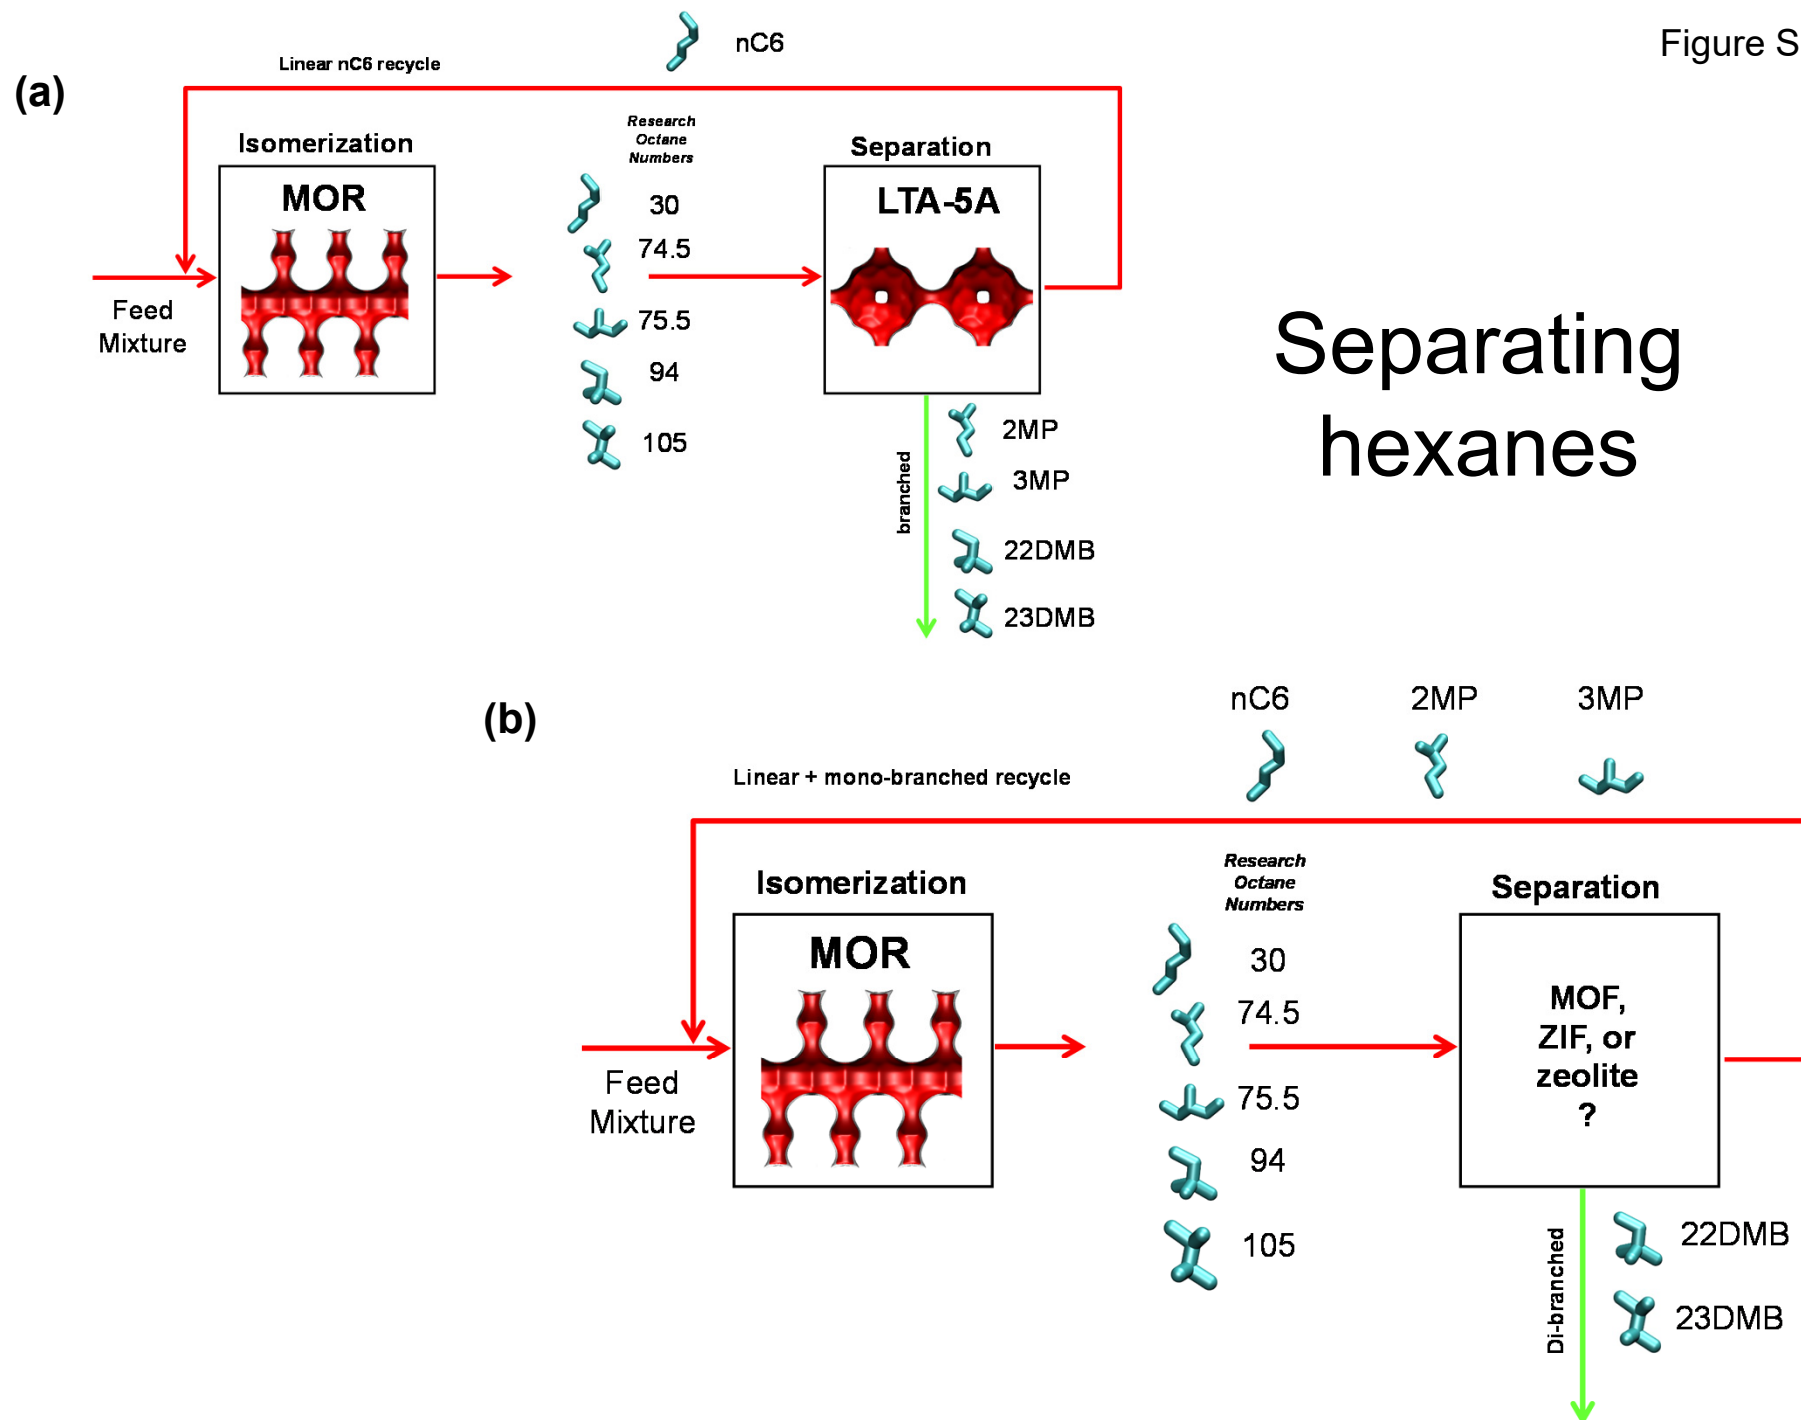 Figure S
(a)
Linear nC6 recycle
nC6
Isomerization
MOR
Feed
Mixture
Research
Octane
Numbers
30
74.5
75.5
94
105
Separation
LTA-5A
branched
2MP
3MP
22DMB
23DMB
Separating
hexanes
(b)
nC6 2MP 3MP
Linear + mono-branched recycle
Isomerization
MOR
Feed
Mixture
Research
Octane
Numbers
30
74.5
75.5
94
105
Separation
MOF,
ZIF, or
zeolite
?
Di-branched
22DMB
23DMB